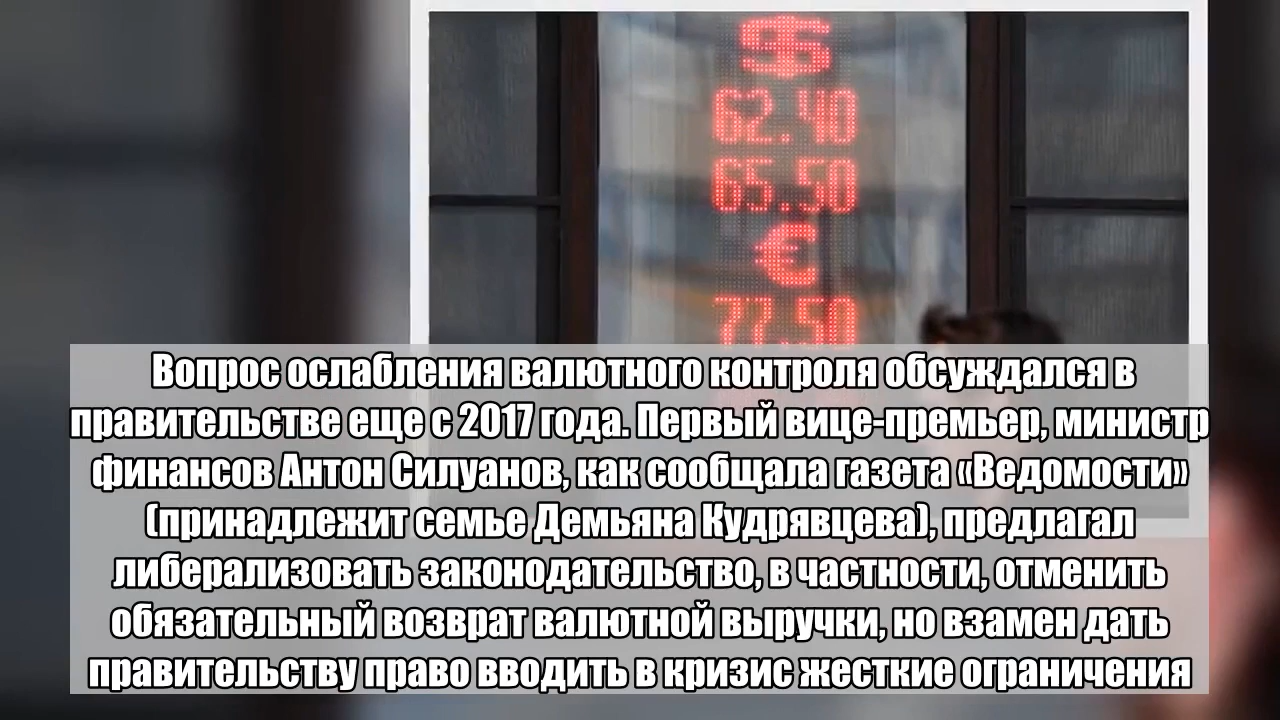 $
62.40
65.50
€
77.50
Вопрос ослабления валютного контроля обсуждался в
правительстве еще с 2017 года. Первый вице-премьер, министр
финансов Антон Силуанов, как сообщала газета «Ведомости»
(принадлежит семье Демьяна Кудрявцева), предлагал
либерализовать законодательство, в частности, отменить
обязательный возврат валютной выручки, но взамен дать
правительству право вводить в кризис жесткие ограничения